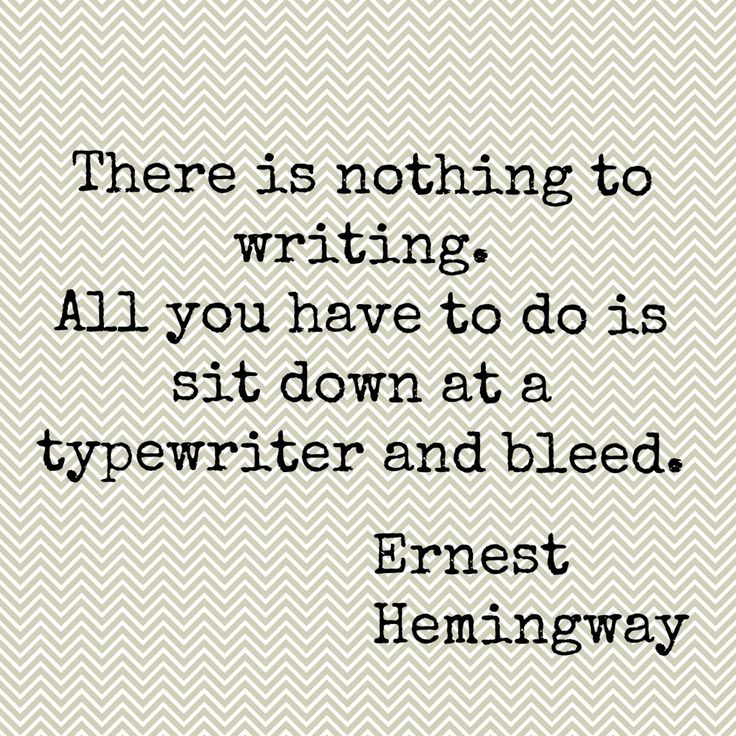 There is nothing to
writing.
All you have to do is
sit down at a
typewriter and bleed.
Ernest
Hemingway